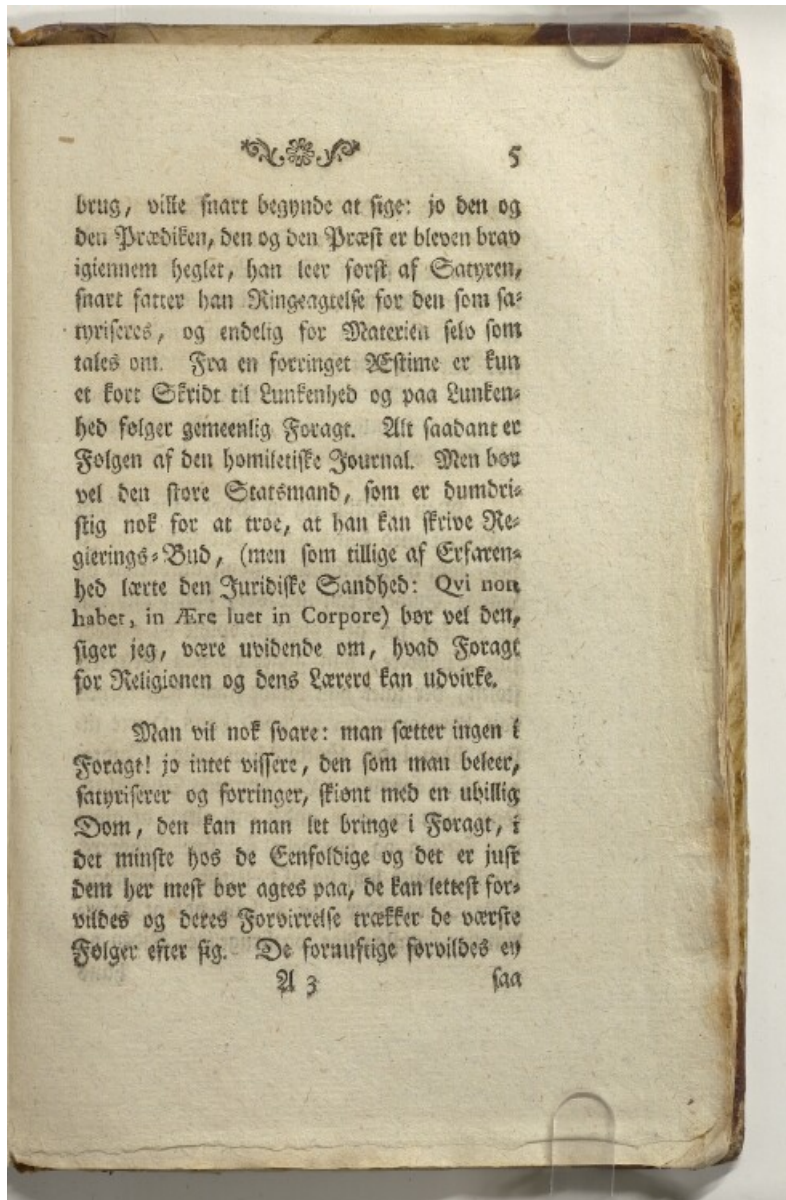 5
brug, ville snart begynde at sige: jo den og
den Prædiken, den og den Præst er bleven brav
igiennem heglet, han leer først af Satyren,
snart fatter han Ringeagtelse for den som sa-
tyriseres, og endelig for Materien selv som
tales om. Fra en forringet Æstime er kun
et kort Skridt til Lunkenhed og paa Lunken-
hed følger gemeenlig Foragt. Alt saadant er
Følgen af den homiletiske Journal. Men bør
vel den store Statsmand, som er dumdri-
stig nok for at troe, at han kan skrive Re-
gierings-Bud, (men som tillige af Erfaren-
hed lærte den Juridiske Sandhed: Qvi non
habet, in Ære luet in Corpore) bør vel den,
siger jeg, være uvidende om, hvad Foragt
for Religionen og dens Lærere kan udvirke.
Man vil nok svare: man sætter ingen i
Foragt! jo intet vissere, den som man beleer,
satyriserer og forringer, skiønt med en ubillig
Dom, den kan man let bringe i Foragt, i
det minste hos de Eenfoldige og det er just
dem her mest bør agtes paa, de kan lettest for-
vildes og deres Forvirrelse trækker de værste
Følger efter sig. De fornuftige forvildes ey
A 3 saa